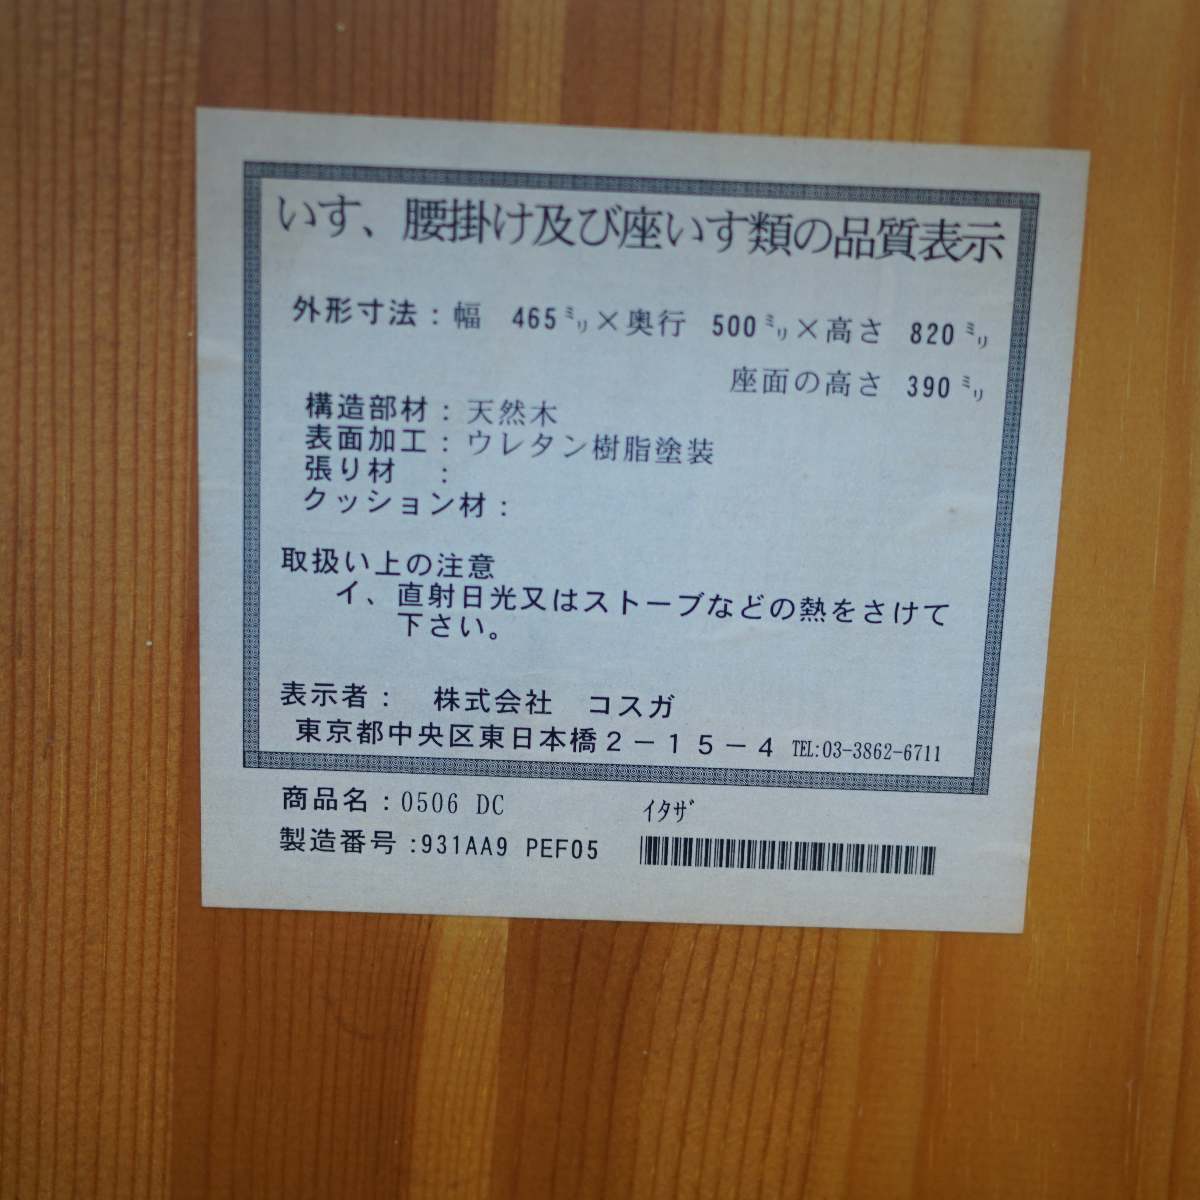 いす、腰掛け及び座いす類の品質表示
外形寸法：幅 465㍉×奥行 500㍉×高さ 820㍉
座面の高さ 390㍉
構造部材：天然木
表面加工：ウレタン樹脂塗装
張り材 ：
クッション材：
取扱い上の注意
イ、直射日光又はストーブなどの熱をさけて
下さい。
表示者： 株式会社 コスガ
東京都中央区東日本橋２－１５－４ TEL:03-3862-6711
商品名：0506 DC ｲﾀｻﾞ
製造番号：931AA9 PEF05